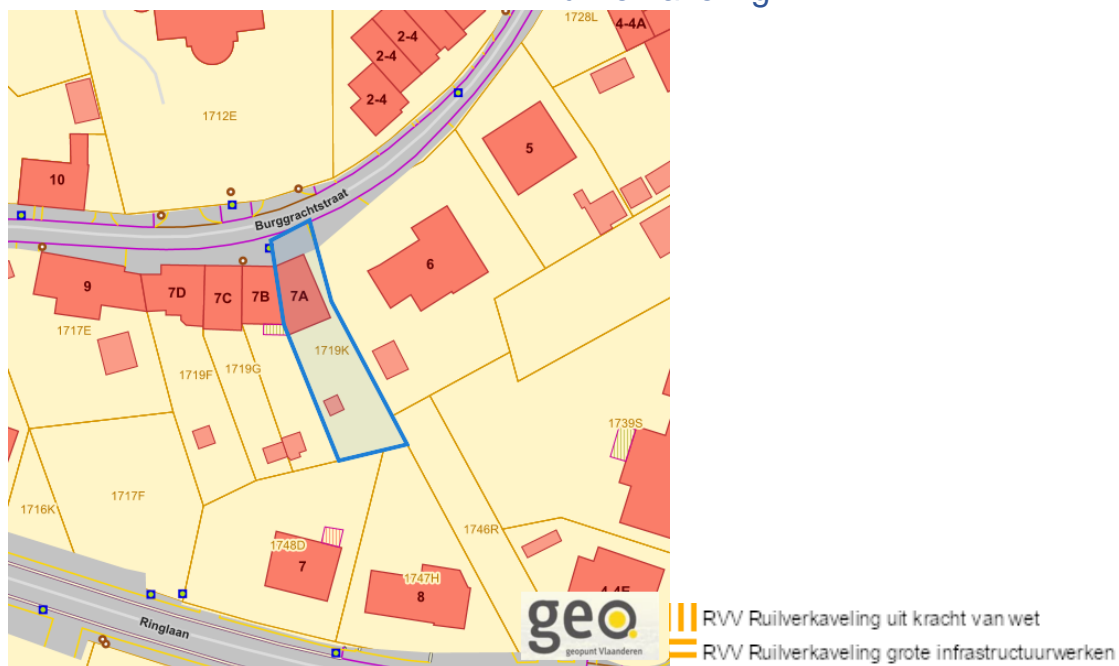 1728L
4-4A
2-4
2-4
2-4
1712E
5
10
Burggrachtstraat
6
9
7D
7C
7B
7A
1717E
1719K
1719F
1719G
1739S
1717F
1716K
1746R
1748D
7
1747H
8
Ringlaan
geo.
geopunt Vlaanderen
RVV Ruilverkaveling uit kracht van wet
RVV Ruilverkaveling grote infrastructuurwerken